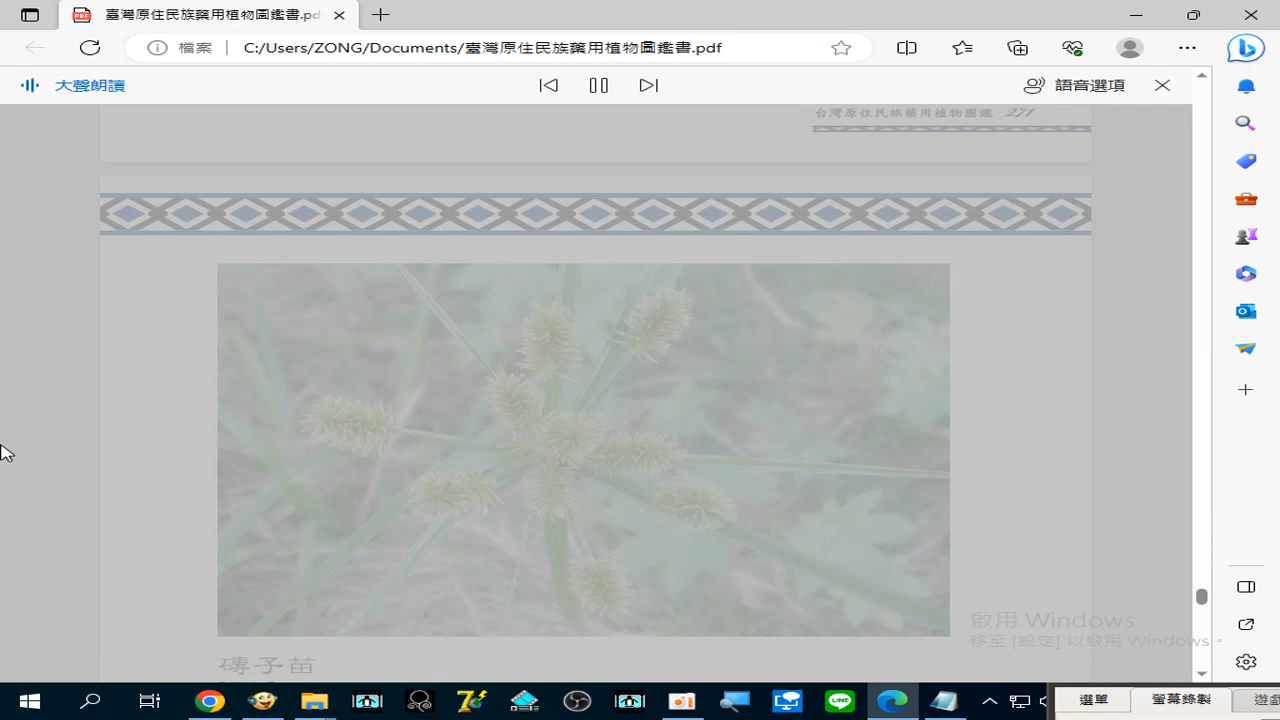 臺灣原住民族藥用植物圖鑑書.pdf
檔案
C:/Users/ZONG/Documents/臺灣原住民族藥用植物圖鑑書.pdf
大聲朗讀
語音選項
台灣原住民族藥用植物圖鑑 271
磚子苗
啟用 Windows
移至 [設定] 以啟用 Windows。
選單
螢幕錄製
LINE